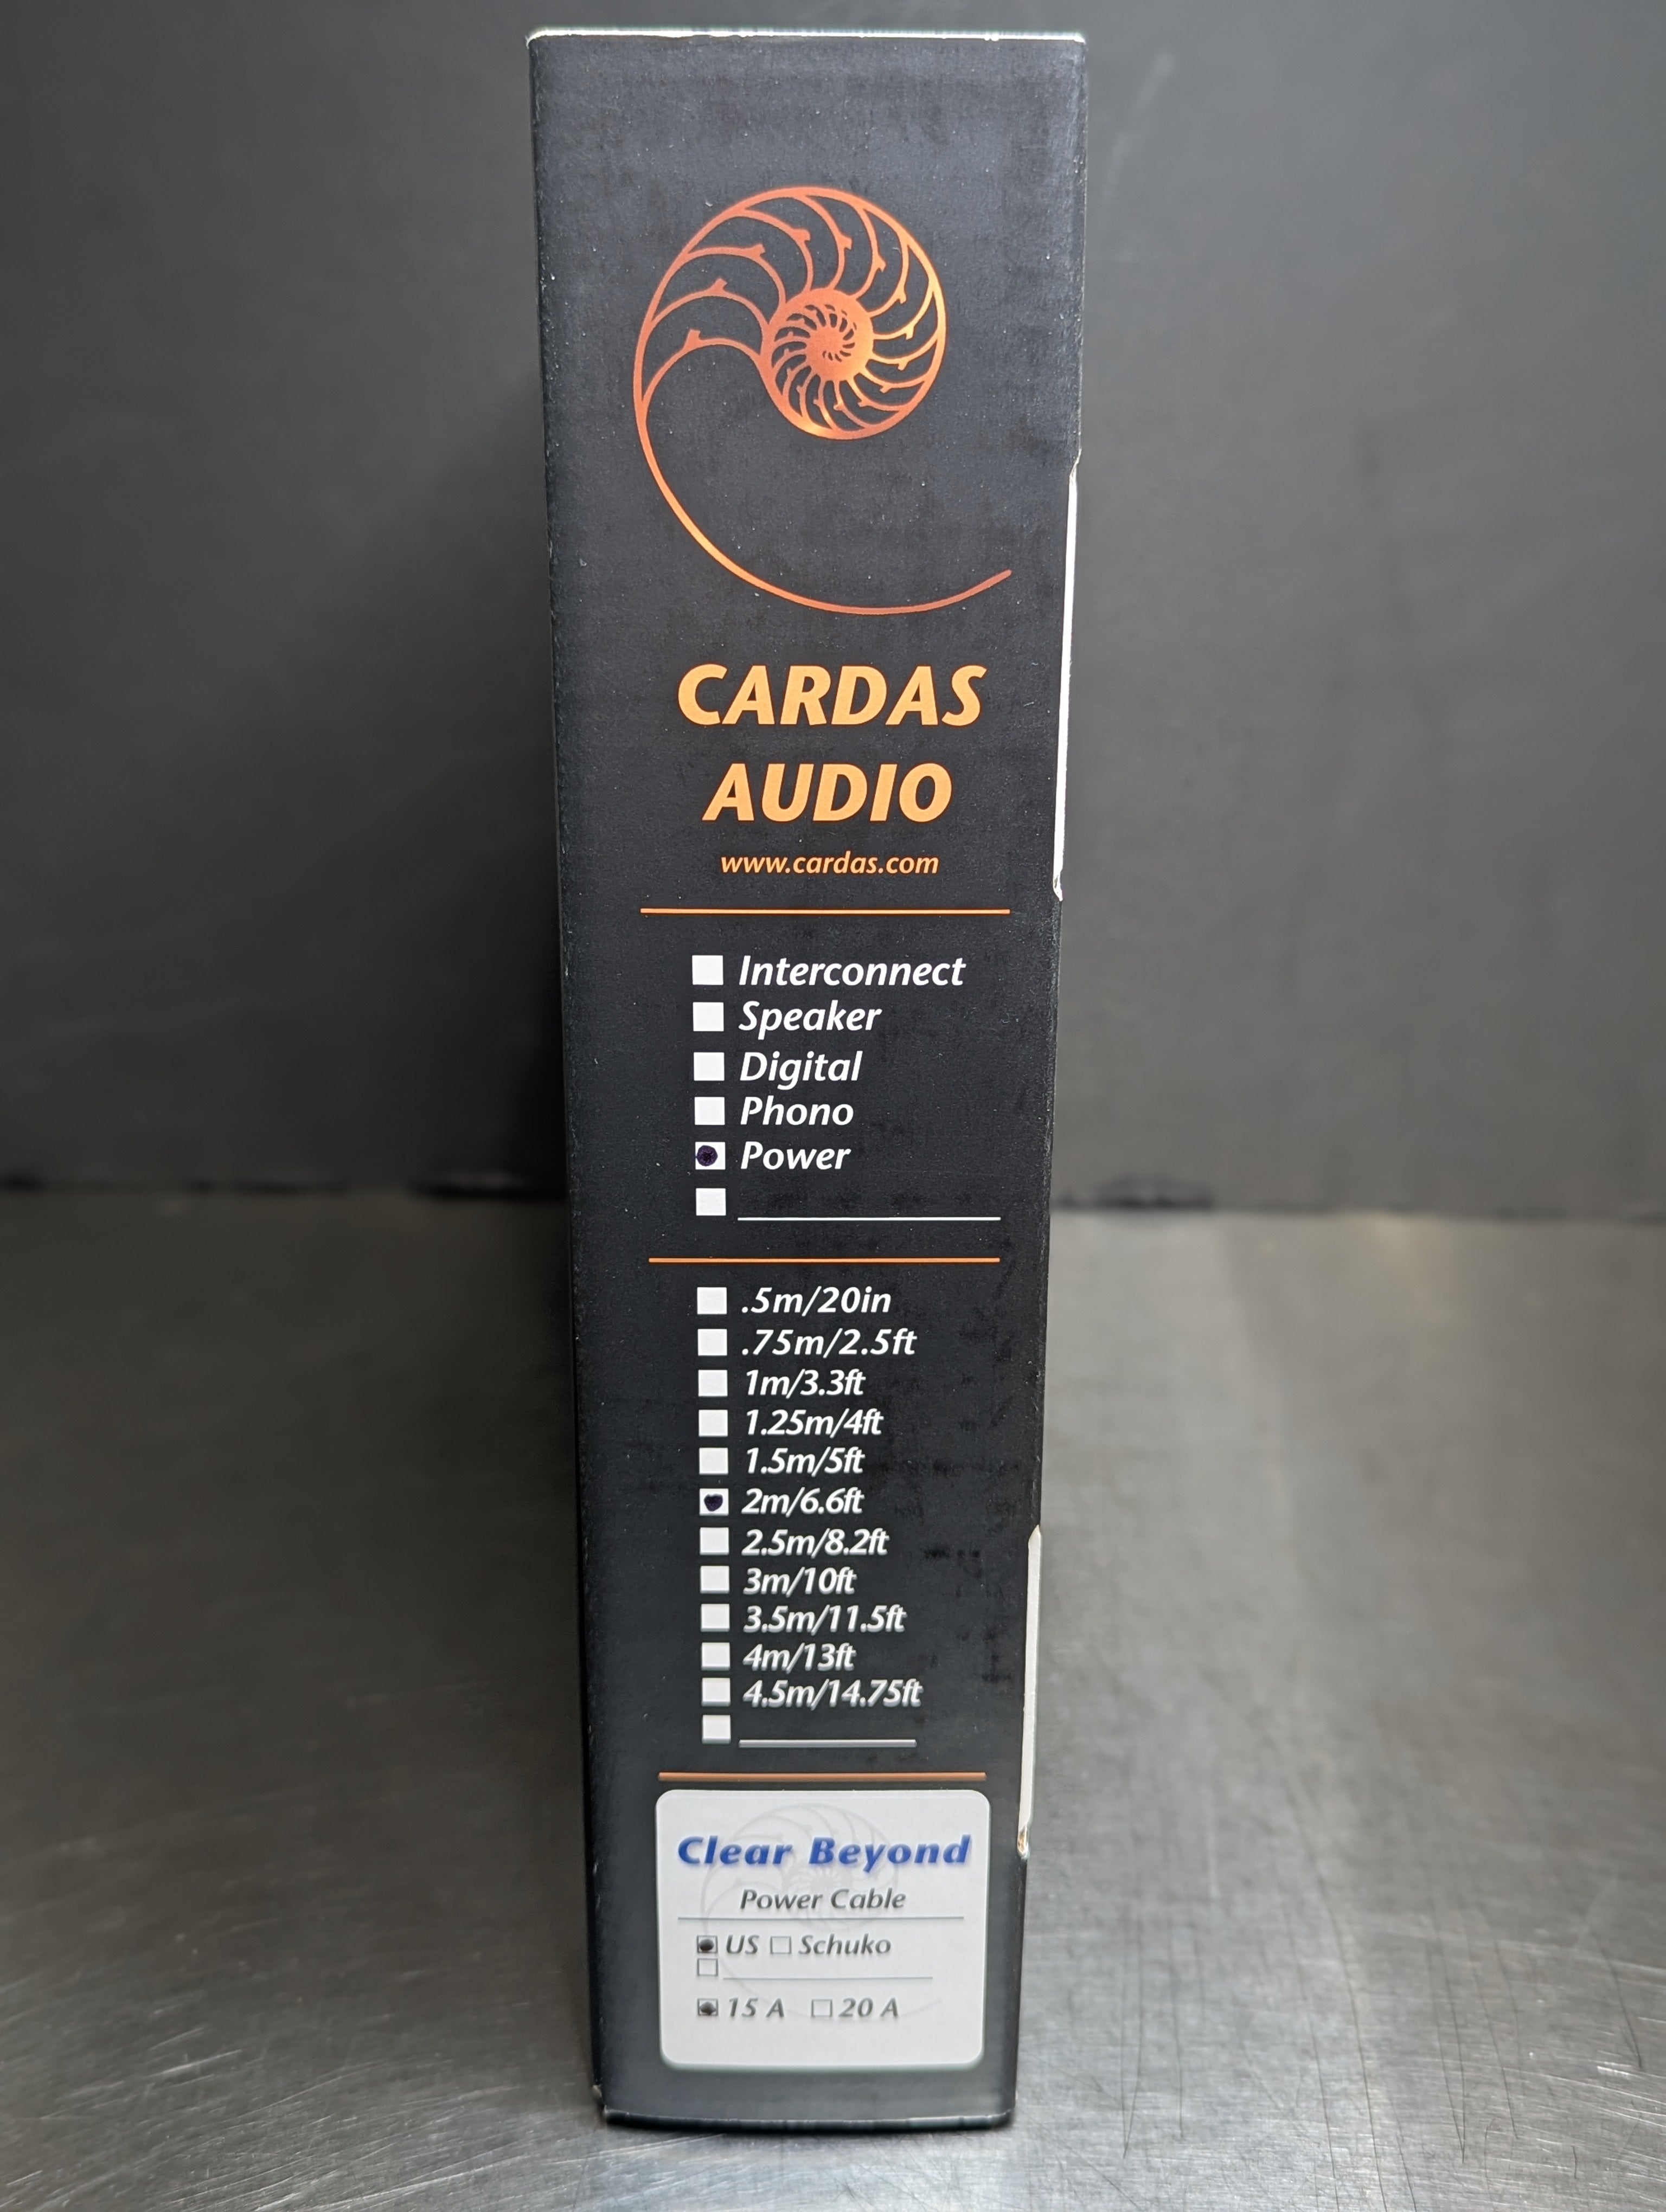 CARDAS
AUDIO
www.cardas.com
Interconnect
Speaker
Digital
Phono
Power
.5m/20in
.75m/2.5ft
1m/3.3ft
1.25m/4ft
1.5m/5ft
2m/6.6ft
2.5m/8.2ft
3m/10ft
3.5m/11.5ft
4m/13ft
4.5m/14.75ft
Clear Beyond
Power Cable
US Schuko
15 A 20 A